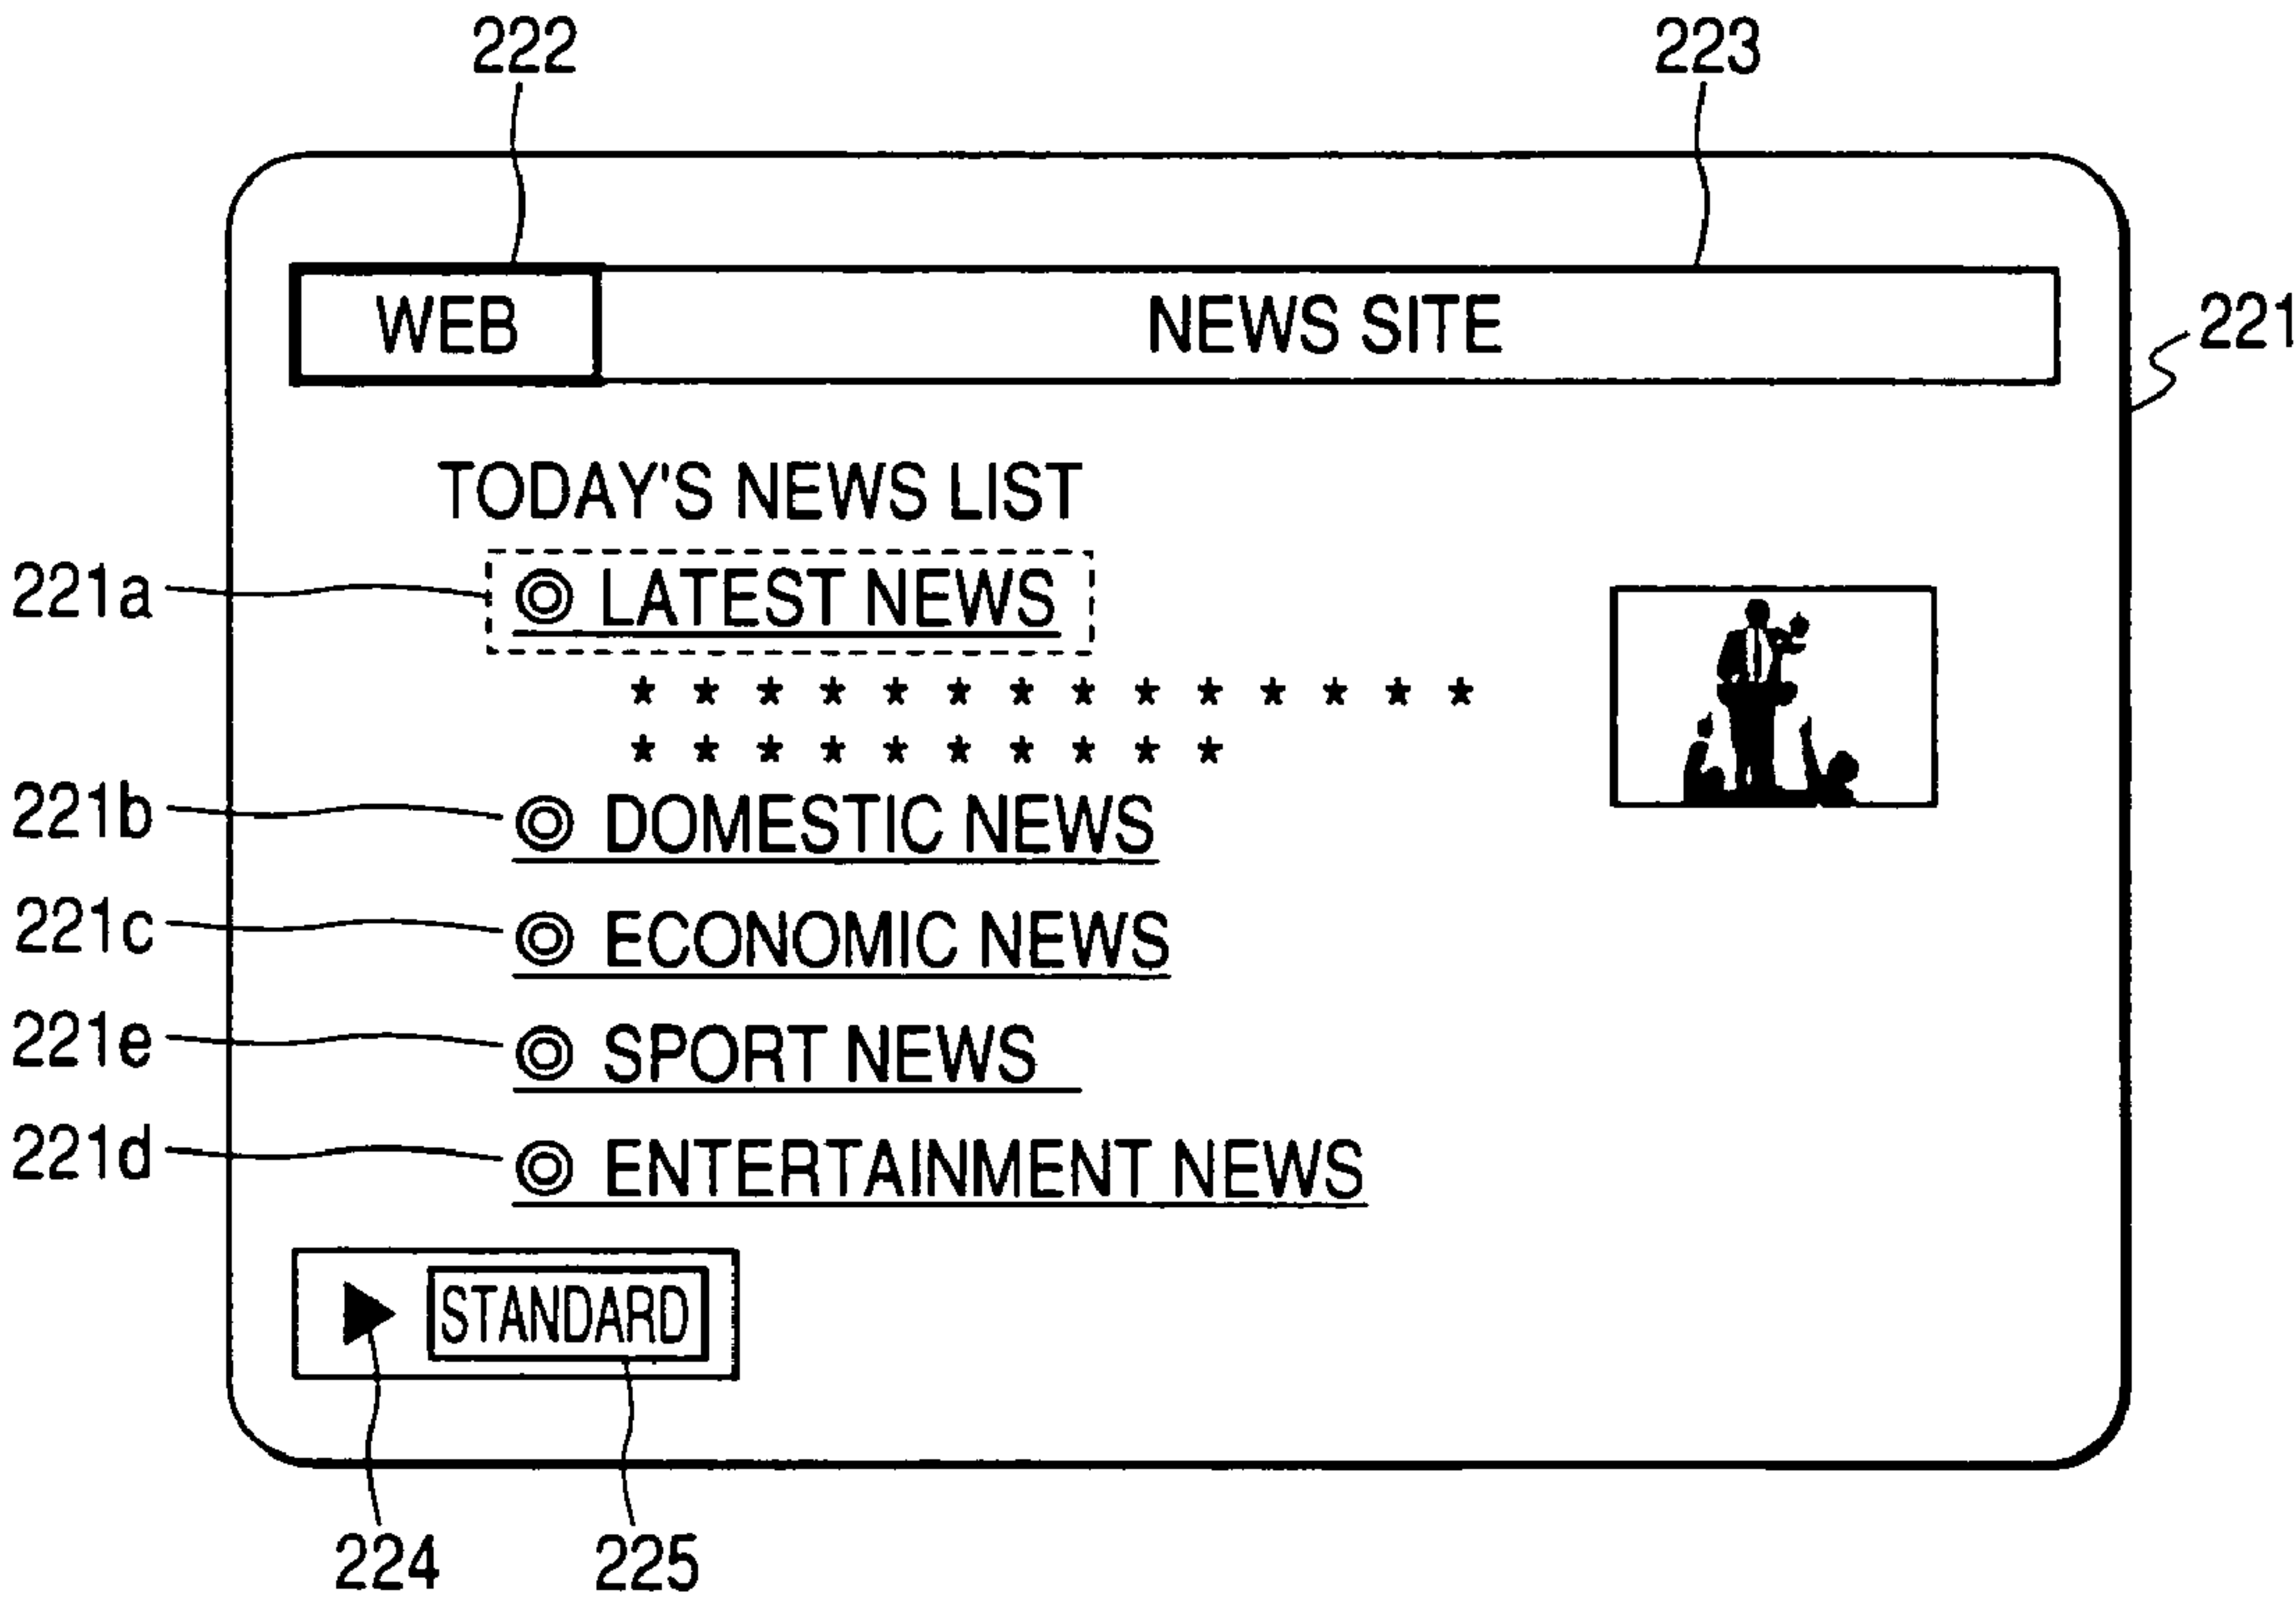 222 223
WEB NEWS SITE
221
TODAY'S NEWS LIST
221a ◎ LATEST NEWS
* * * * * * * * * * * * * *
* * * * * * * * * *
221b ◎ DOMESTIC NEWS
221c ◎ ECONOMIC NEWS
221e ◎ SPORT NEWS
221d ◎ ENTERTAINMENT NEWS
STANDARD
224 225